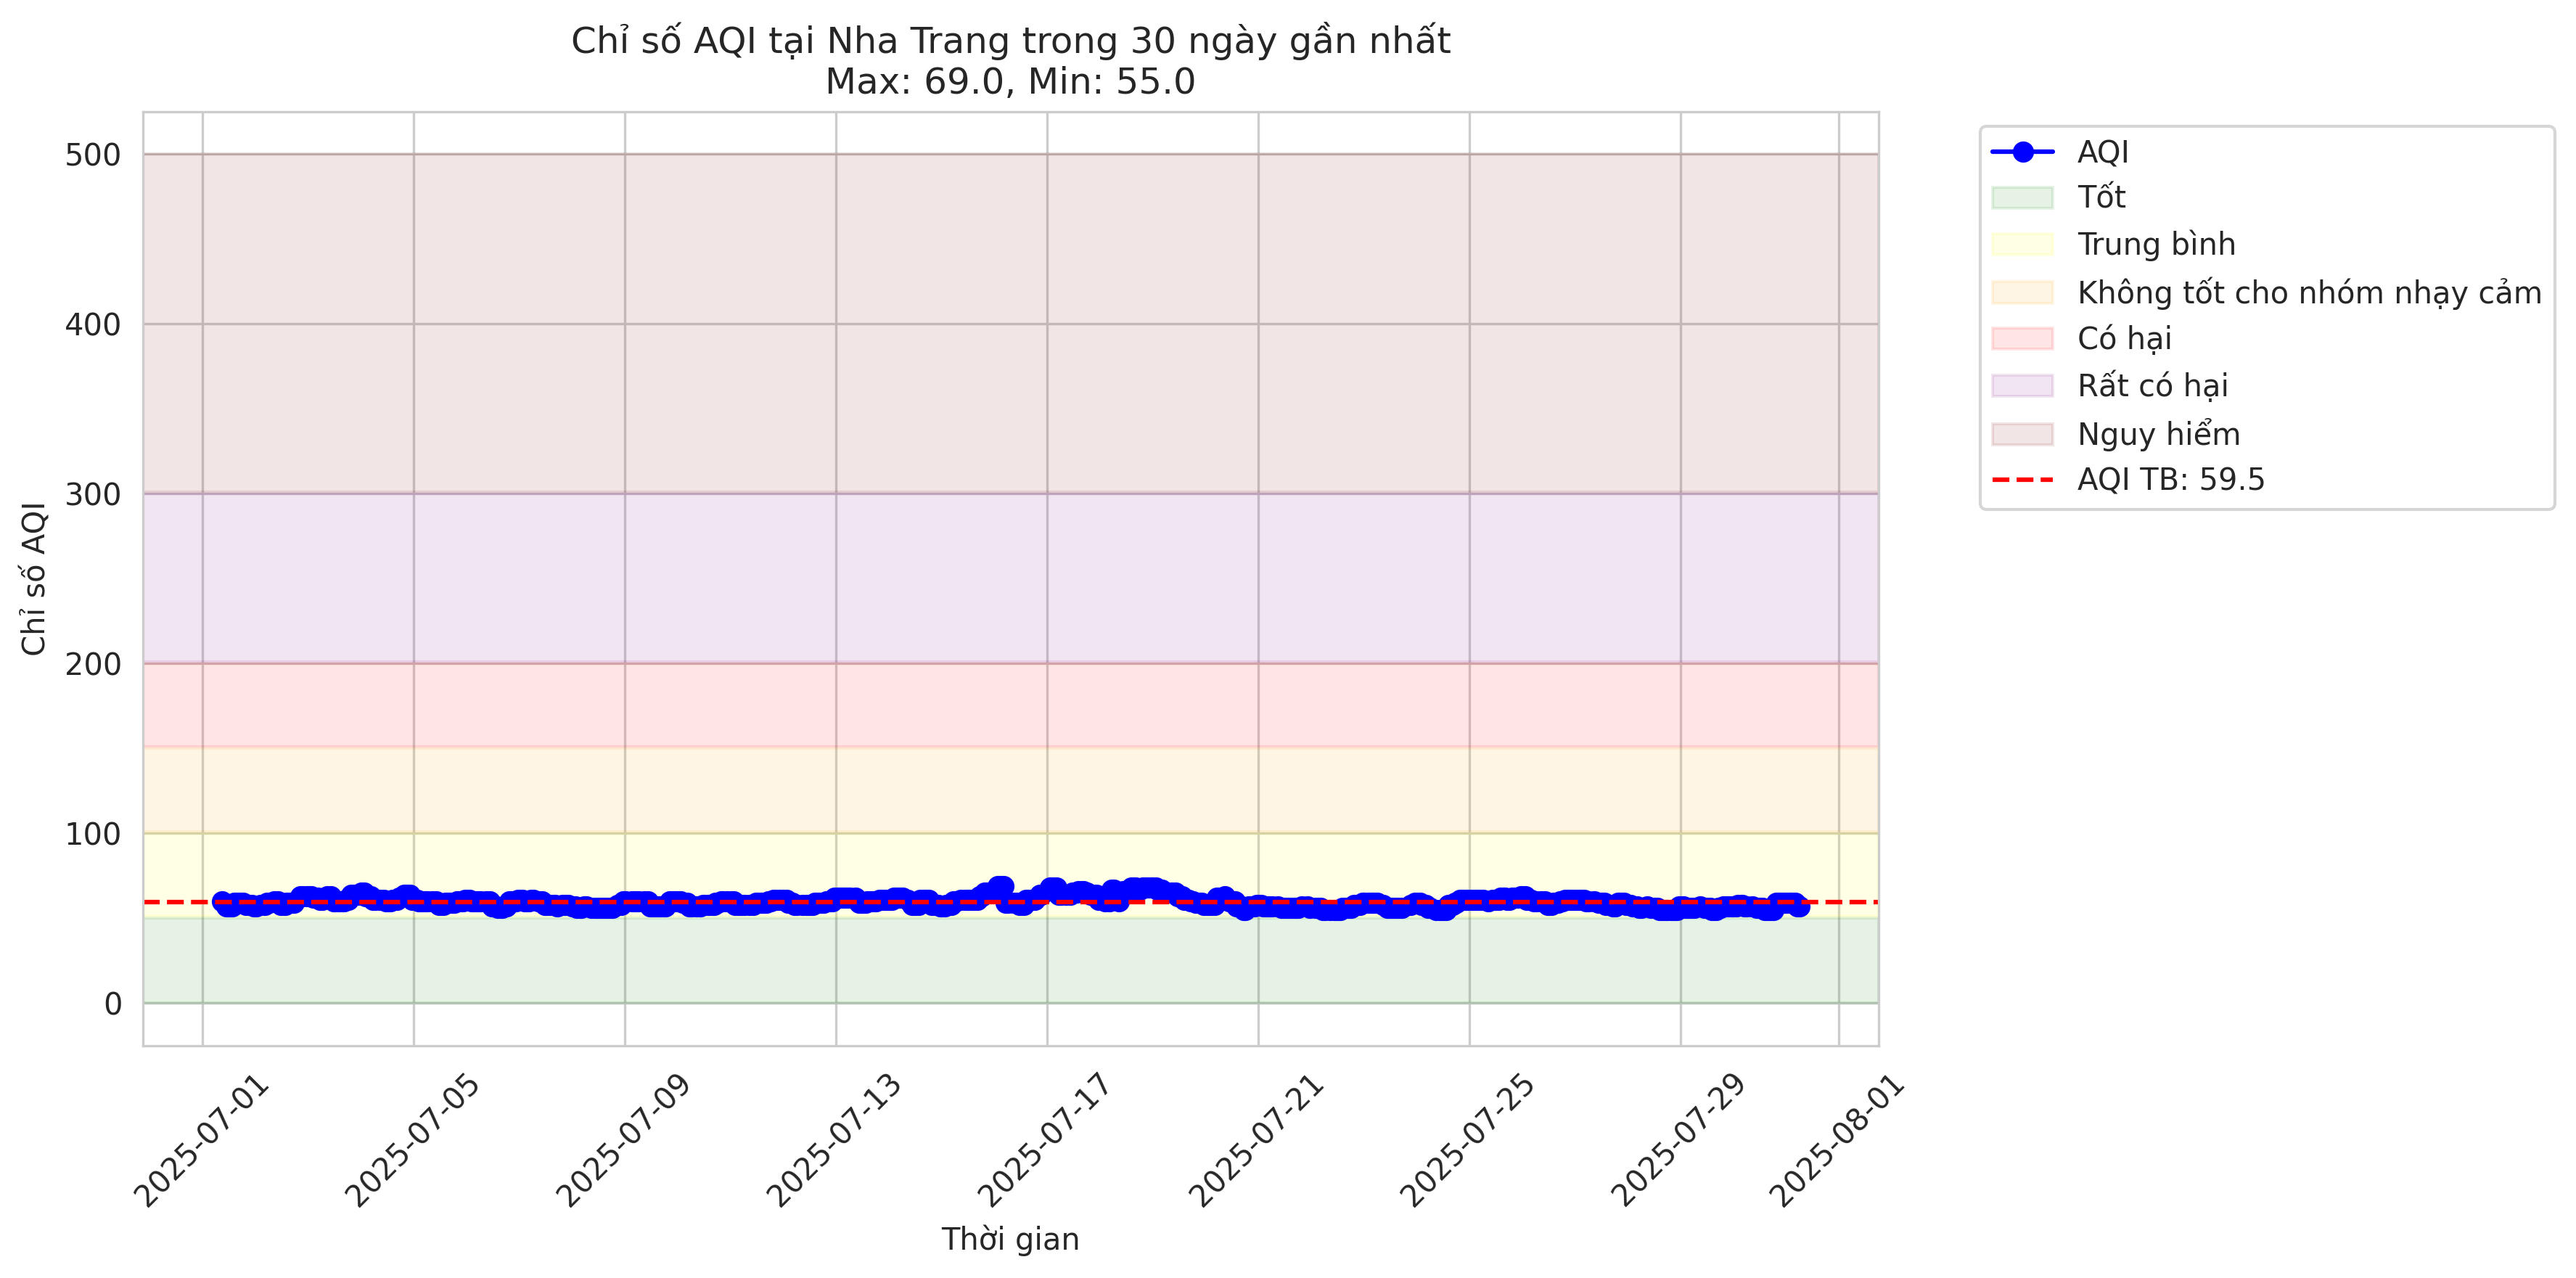 Chỉ số AQI tại Nha Trang trong 30 ngày gần nhất
Max: 69.0, Min: 55.0
Chỉ số AQI
500
400
300
200
100
0
2025-07-01
2025-07-05
2025-07-09
2025-07-13
2025-07-17
2025-07-21
2025-07-25
2025-07-29
2025-08-01
Thời gian
AQI
Tốt
Trung bình
Không tốt cho nhóm nhạy cảm
Có hại
Rất có hại
Nguy hiểm
AQI TB: 59.5